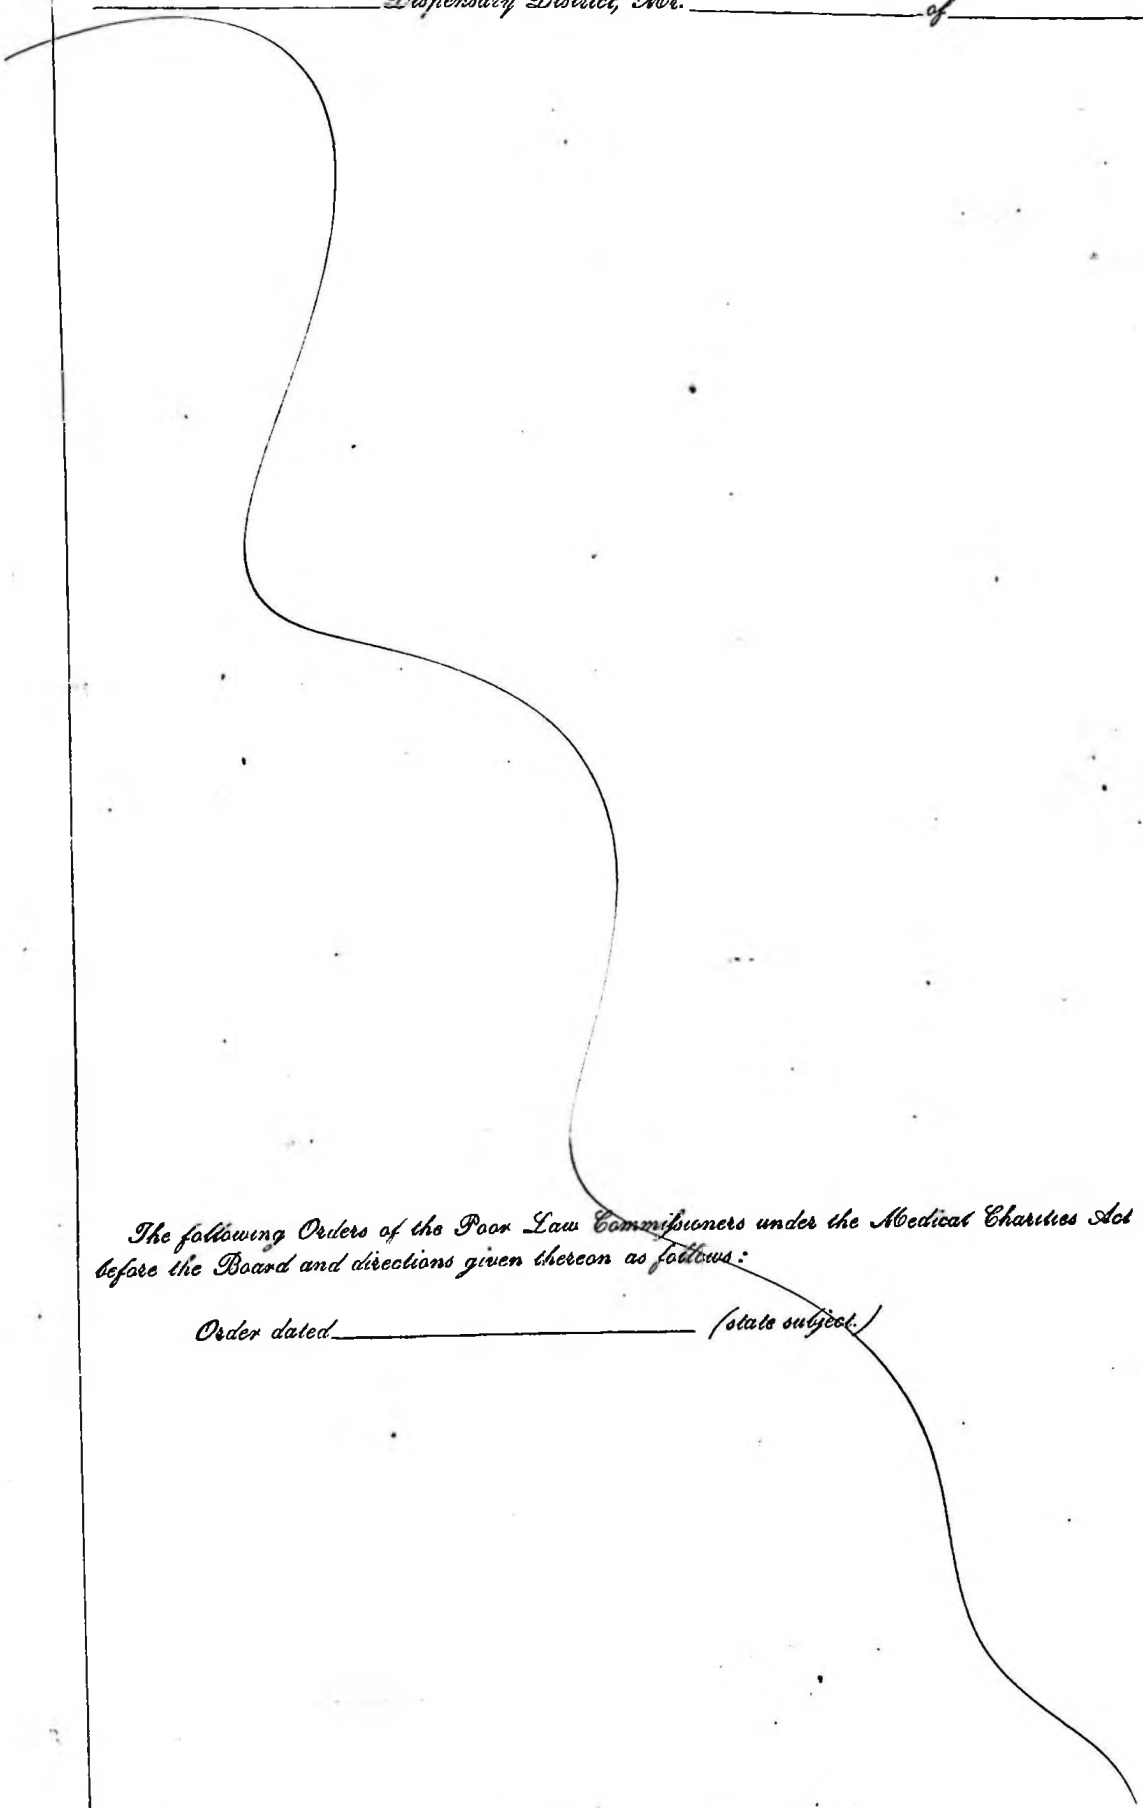 Dispensary District, Mr. of
The following Orders of the Poor Law Commissioners under the Medical Charities Act
before the Board and directions given thereon as follows:
Order dated (state subject.)